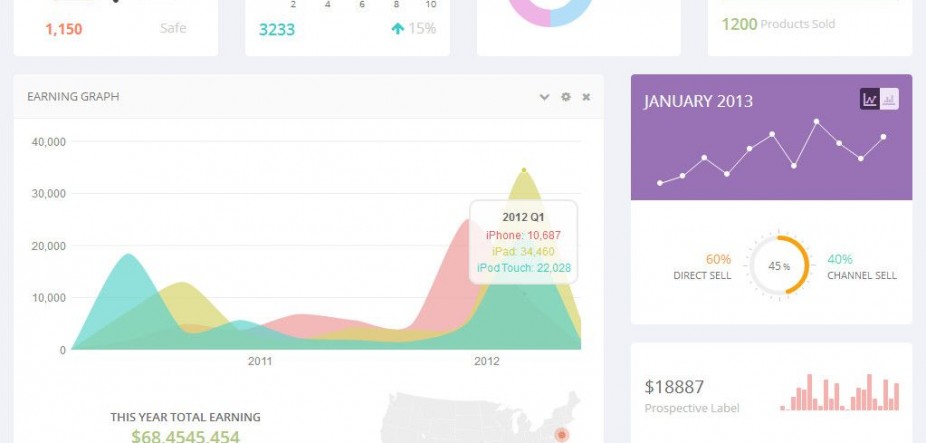 2 4 6 8 10
1,150 Safe
3233 15%
1200 Products Sold
EARNING GRAPH
40,000
30,000
20,000
10,000
0
2011 2012
2012 Q1
iPhone: 10,687
iPad: 34,460
iPod Touch: 22,028
THIS YEAR TOTAL EARNING
$68,4545,454
JANUARY 2013
60%
DIRECT SELL
45%
40%
CHANNEL SELL
$18887
Prospective Label